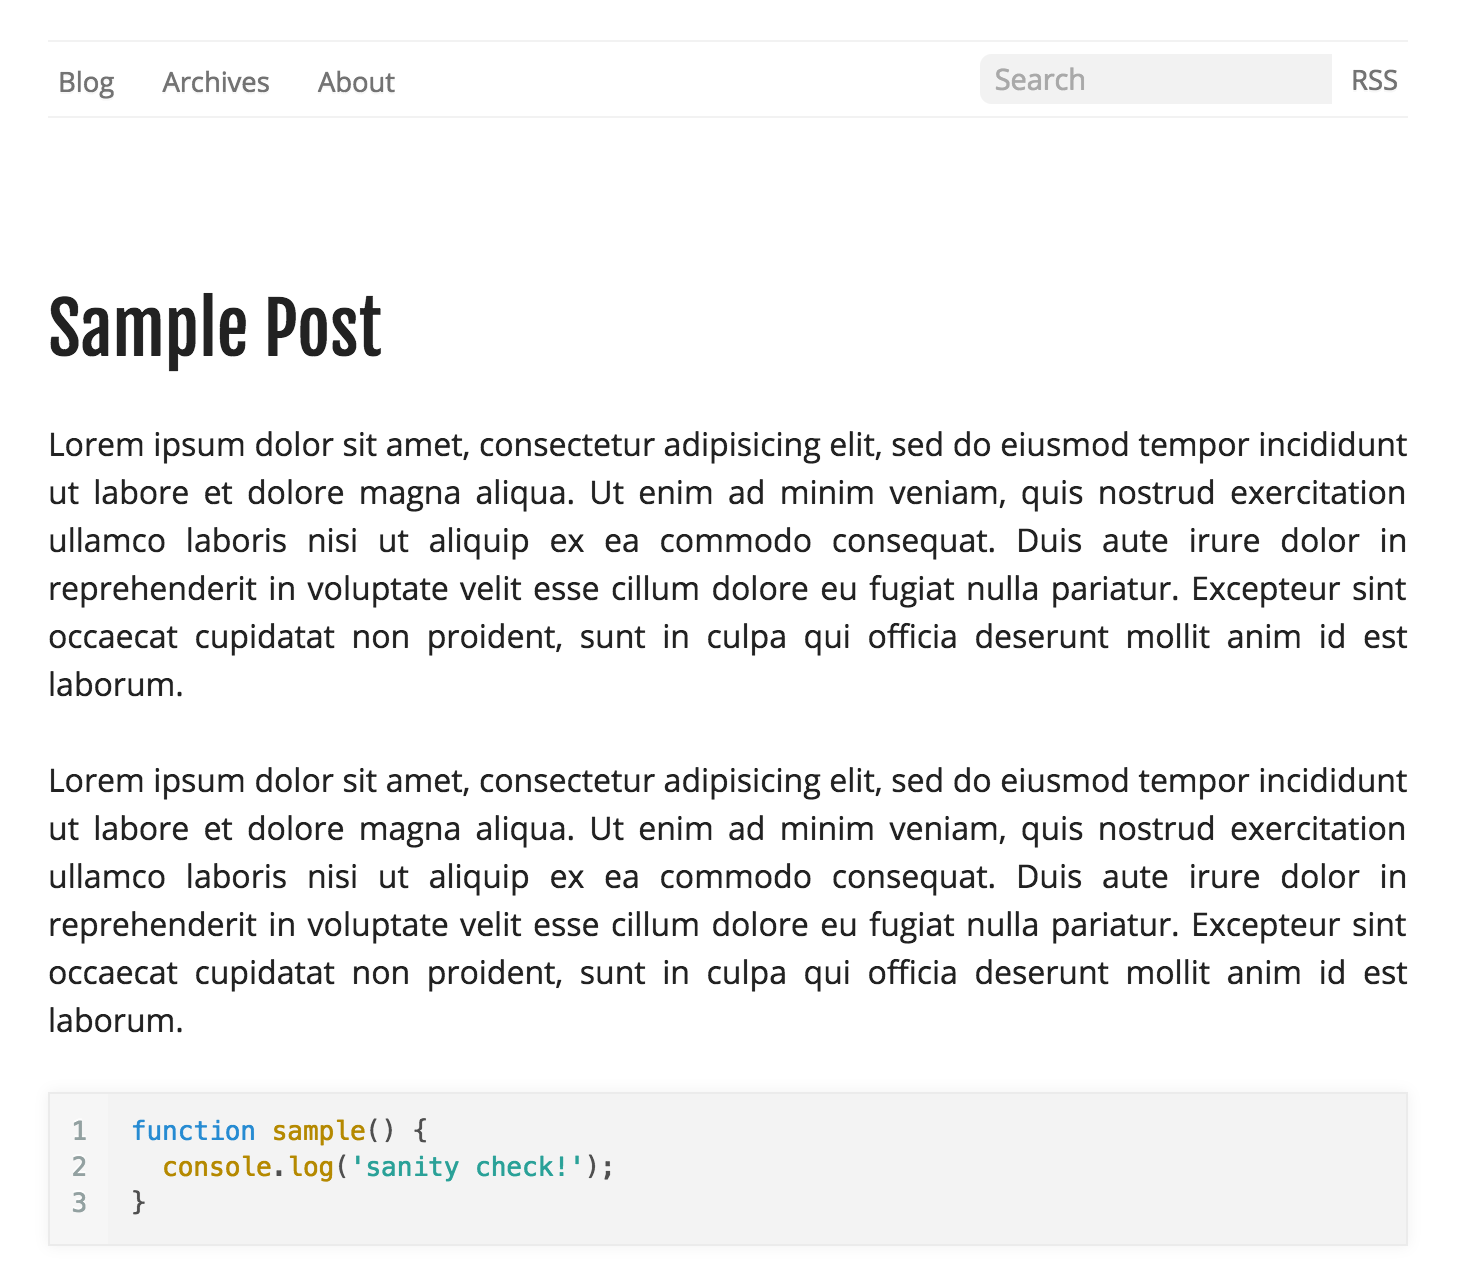 Blog Archives About Search RSS
Sample Post
Lorem ipsum dolor sit amet, consectetur adipisicing elit, sed do eiusmod tempor incididunt
ut labore et dolore magna aliqua. Ut enim ad minim veniam, quis nostrud exercitation
ullamco laboris nisi ut aliquip ex ea commodo consequat. Duis aute irure dolor in
reprehenderit in voluptate velit esse cillum dolore eu fugiat nulla pariatur. Excepteur sint
occaecat cupidatat non proident, sunt in culpa qui officia deserunt mollit anim id est
laborum.
Lorem ipsum dolor sit amet, consectetur adipisicing elit, sed do eiusmod tempor incididunt
ut labore et dolore magna aliqua. Ut enim ad minim veniam, quis nostrud exercitation
ullamco laboris nisi ut aliquip ex ea commodo consequat. Duis aute irure dolor in
reprehenderit in voluptate velit esse cillum dolore eu fugiat nulla pariatur. Excepteur sint
occaecat cupidatat non proident, sunt in culpa qui officia deserunt mollit anim id est
laborum.
1 function sample() {
2   console.log('sanity check!');
3 }